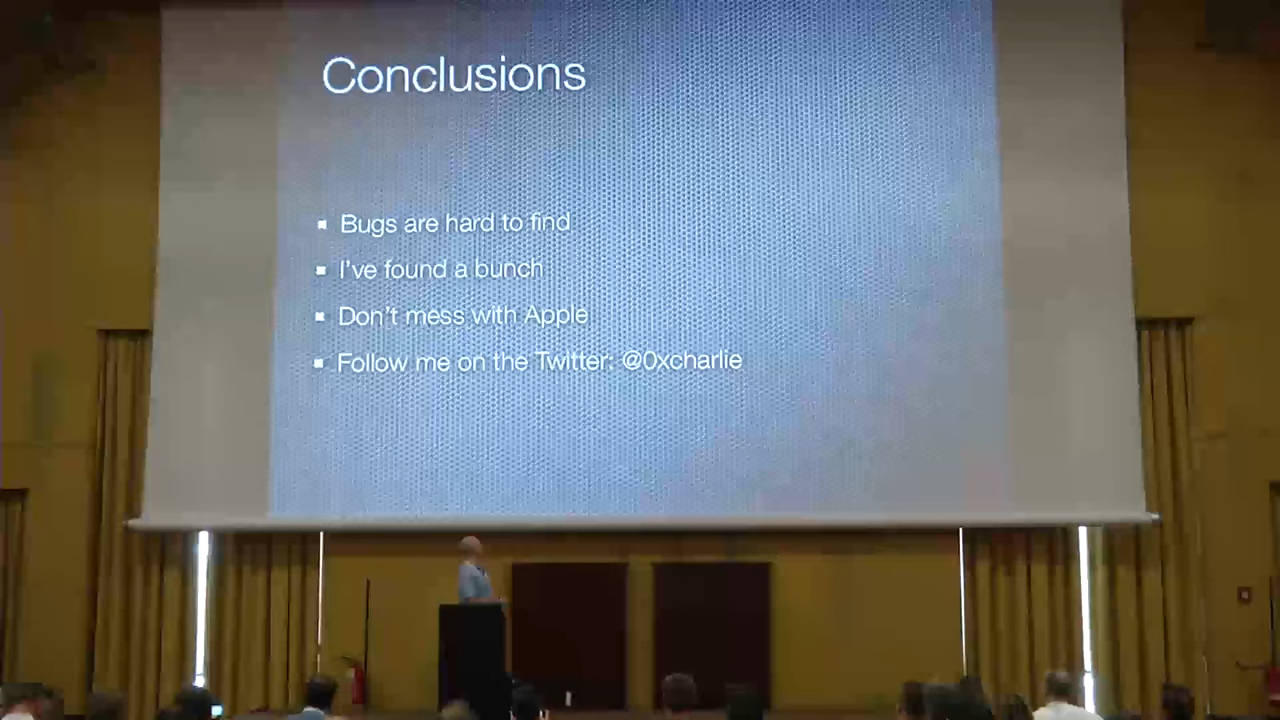 Conclusions
Bugs are hard to find
I've found a bunch
Don't mess with Apple
Follow me on the Twitter: @0xcharlie